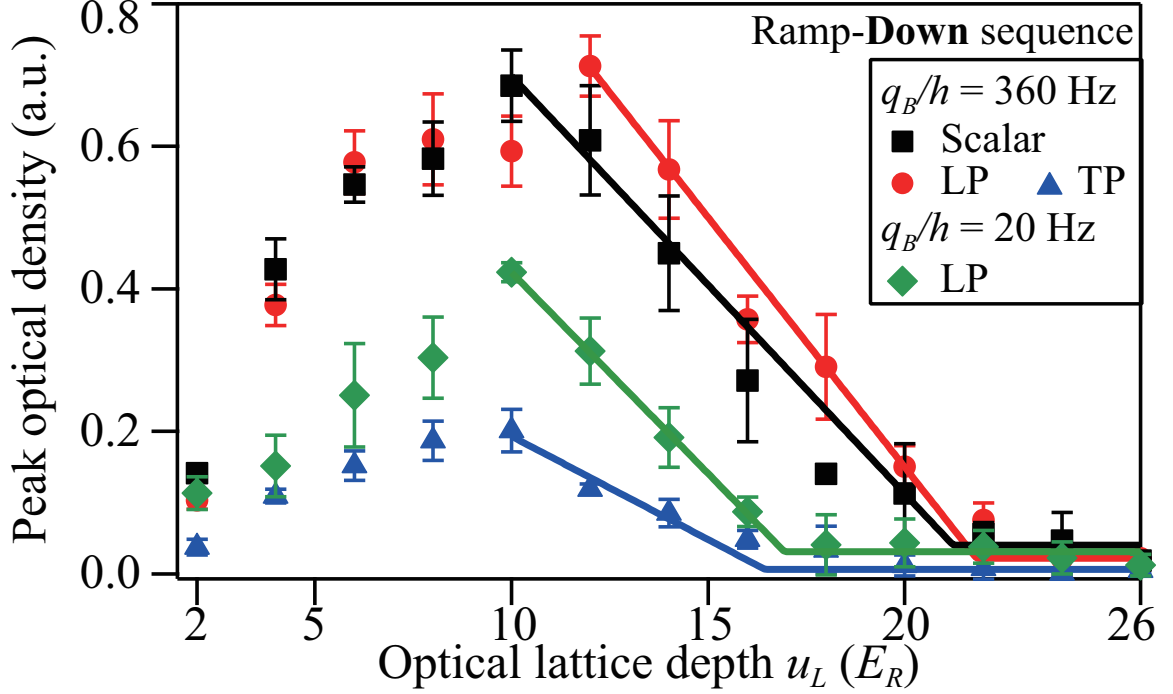 Ramp-Down sequence
q_B/h = 360 Hz
Scalar
LP
TP
q_B/h = 20 Hz
LP
Peak optical density (a.u.)
0.8
0.6
0.4
0.2
0.0
2 5 10 15 20 26
Optical lattice depth u_L (E_R)